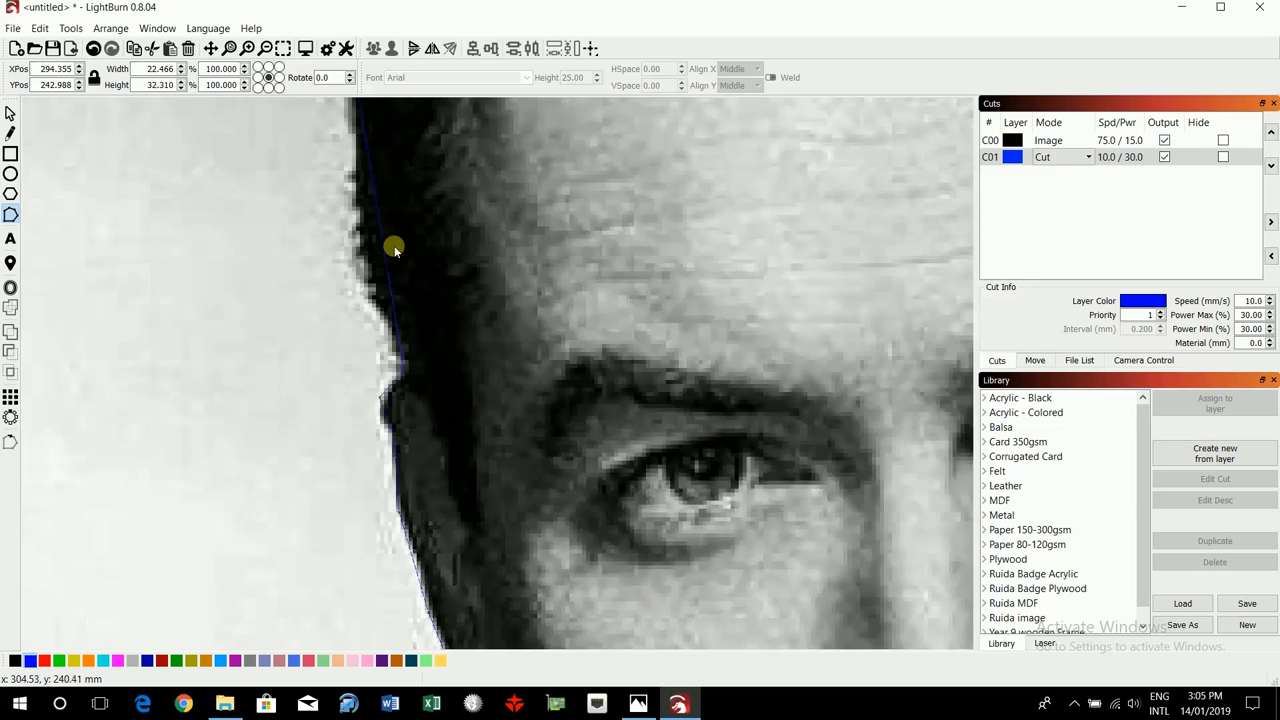 <untitled> * - LightBurn 0.8.04
File Edit Tools Arrange Window Language Help
XPos 294.355 Width 22.466 % 100.000
YPos 242.988 Height 32.310 % 100.000
Rotate 0.0
Font Arial Height 25.00
HSpace 0.00 Align X Middle
VSpace 0.00 Align Y Middle Weld
Cuts
# Layer Mode Spd/Pwr Output Hide
C00 Image 75.0 / 15.0
C01 Cut 10.0 / 30.0
Cut Info
Layer Color Speed (mm/s) 10.0
Priority 1 Power Max (%) 30.00
Interval (mm) 0.200 Power Min (%) 30.00
Material (mm) 0.0
Cuts Move File List Camera Control
Library
Acrylic - Black
Acrylic - Colored
Balsa
Card 350gsm
Corrugated Card
Felt
Leather
MDF
Metal
Paper 150-300gsm
Paper 80-120gsm
Plywood
Ruida Badge Acrylic
Ruida Badge Plywood
Ruida MDF
Ruida image
Year 9 wooden Frame
Assign to
layer
Create new
from layer
Edit Cut
Edit Desc
Duplicate
Delete
Load Save
Save As New
Activate Windows
Go to Settings to activate Windows.
Library Laser
x: 304.53, y: 240.41 mm
ENG
INTL
3:05 PM
14/01/2019